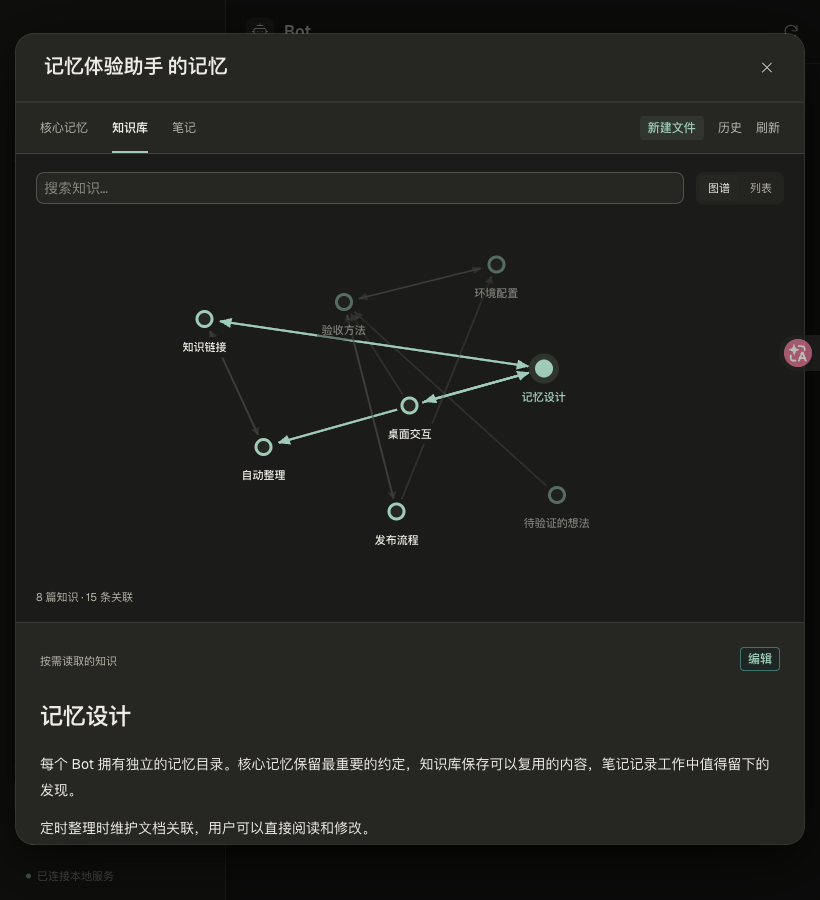 Bot
记忆体验助手 的记忆
核心记忆
知识库
笔记
新建文件
历史
刷新
搜索知识...
图谱
列表
环境配置
验收方法
知识链接
记忆设计
桌面交互
自动整理
待验证的想法
发布流程
8 篇知识 · 15 条关联
按需读取的知识
编辑
记忆设计
每个 Bot 拥有独立的记忆目录。核心记忆保留最重要的约定，知识库保存可以复用的内容，笔记记录工作中值得留下的
发现。
定时整理时维护文档关联，用户可以直接阅读和修改。
已连接本地服务